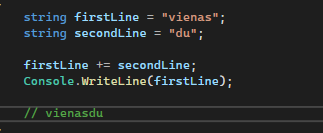 string firstLine = "vienas";
string secondLine = "du";
firstLine += secondLine;
Console.WriteLine(firstLine);
// vienasdu